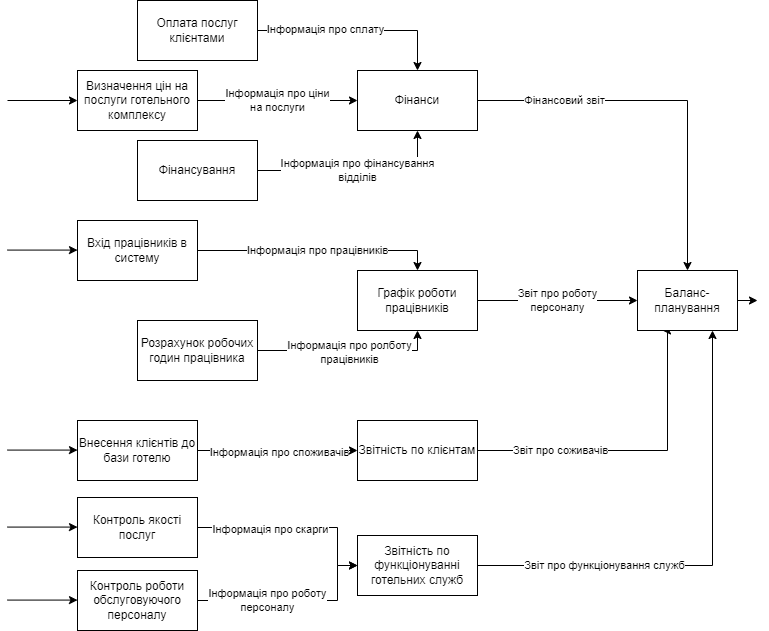 Оплата послуг
клієнтами
Інформація про сплату
Визначення цін на
послуги готельного
комплексу
Інформація про ціни
на послуги
Фінанси
Фінансовий звіт
Фінансування
Інформація про фінансування
відділів
Вхід працівників в
систему
Інформація про працівників
Графік роботи
працівників
Звіт про роботу
персоналу
Баланс-
планування
Розрахунок робочих
годин працівника
Інформація про ролботу
працівників
Внесення клієнтів до
бази готелю
Інформація про споживачів
Звітність по клієнтам
Звіт про соживачів
Контроль якості
послуг
Інформація про скарги
Звітність по
функціонуванні
готельних служб
Звіт про функціонування служб
Контроль роботи
обслуговуючого
персоналу
Інформація про роботу
персоналу